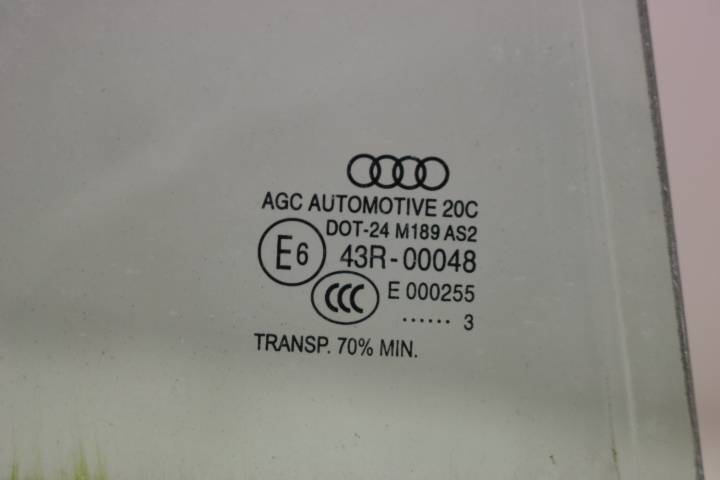 AGC AUTOMOTIVE 20C
DOT-24 M189 AS2
E6 43R-00048
CCC E 000255
...... 3
TRANSP. 70% MIN.